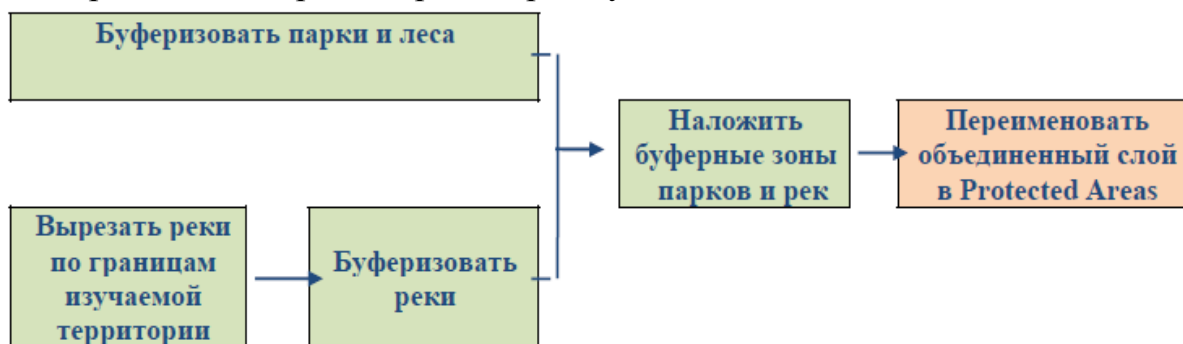 Буферизовать парки и леса
Наложить
буферные зоны
парков и рек
Переименовать
объединенный слой
в Protected Areas
Вырезать реки
по границам
изучаемой
территории
Буферизовать
реки